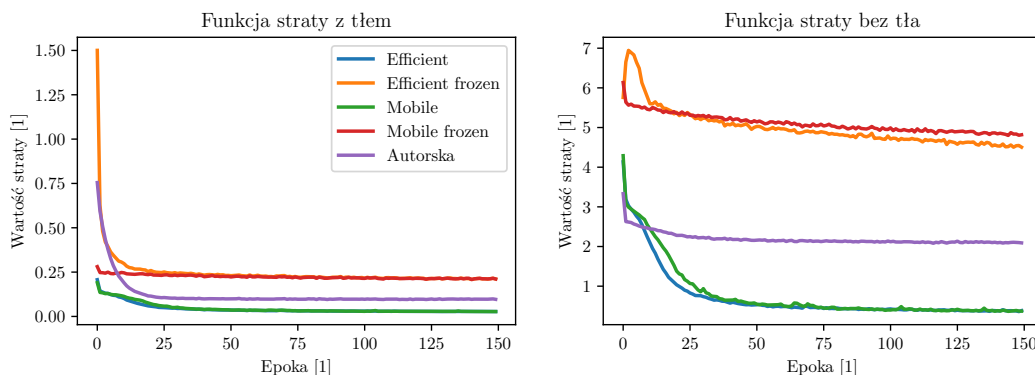 Funkcja straty z tłem
Wartość straty [1]
1.50
1.25
1.00
0.75
0.50
0.25
0.00
0
25
50
75
100
125
150
Epoka [1]
Efficient
Efficient frozen
Mobile
Mobile frozen
Autorska
Funkcja straty bez tła
Wartość straty [1]
7
6
5
4
3
2
1
0
25
50
75
100
125
150
Epoka [1]